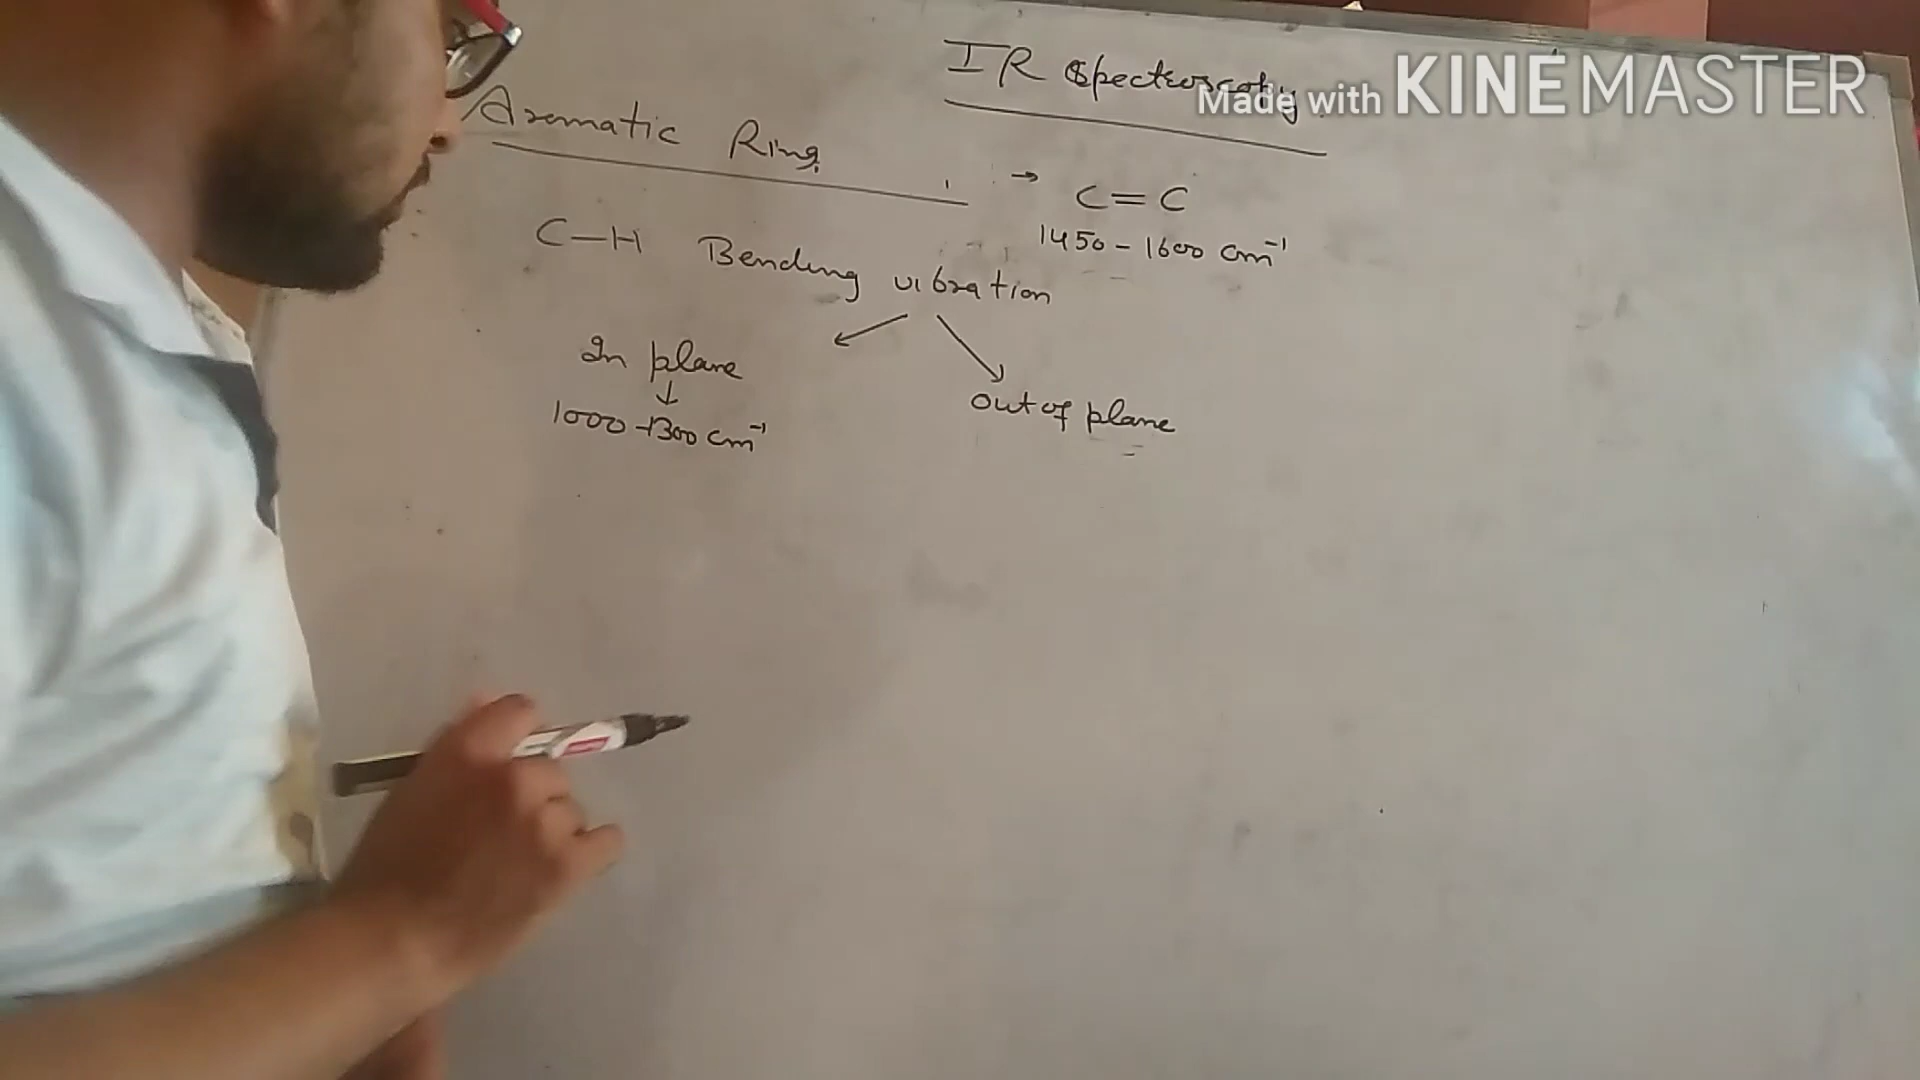 IR Spectroscopy
Made with KINEMASTER
Aromatic Ring
→ C=C
1450-1600 cm⁻¹
C-H Bending vibration
In plane
↓
1000-1300 cm⁻¹
out of plane